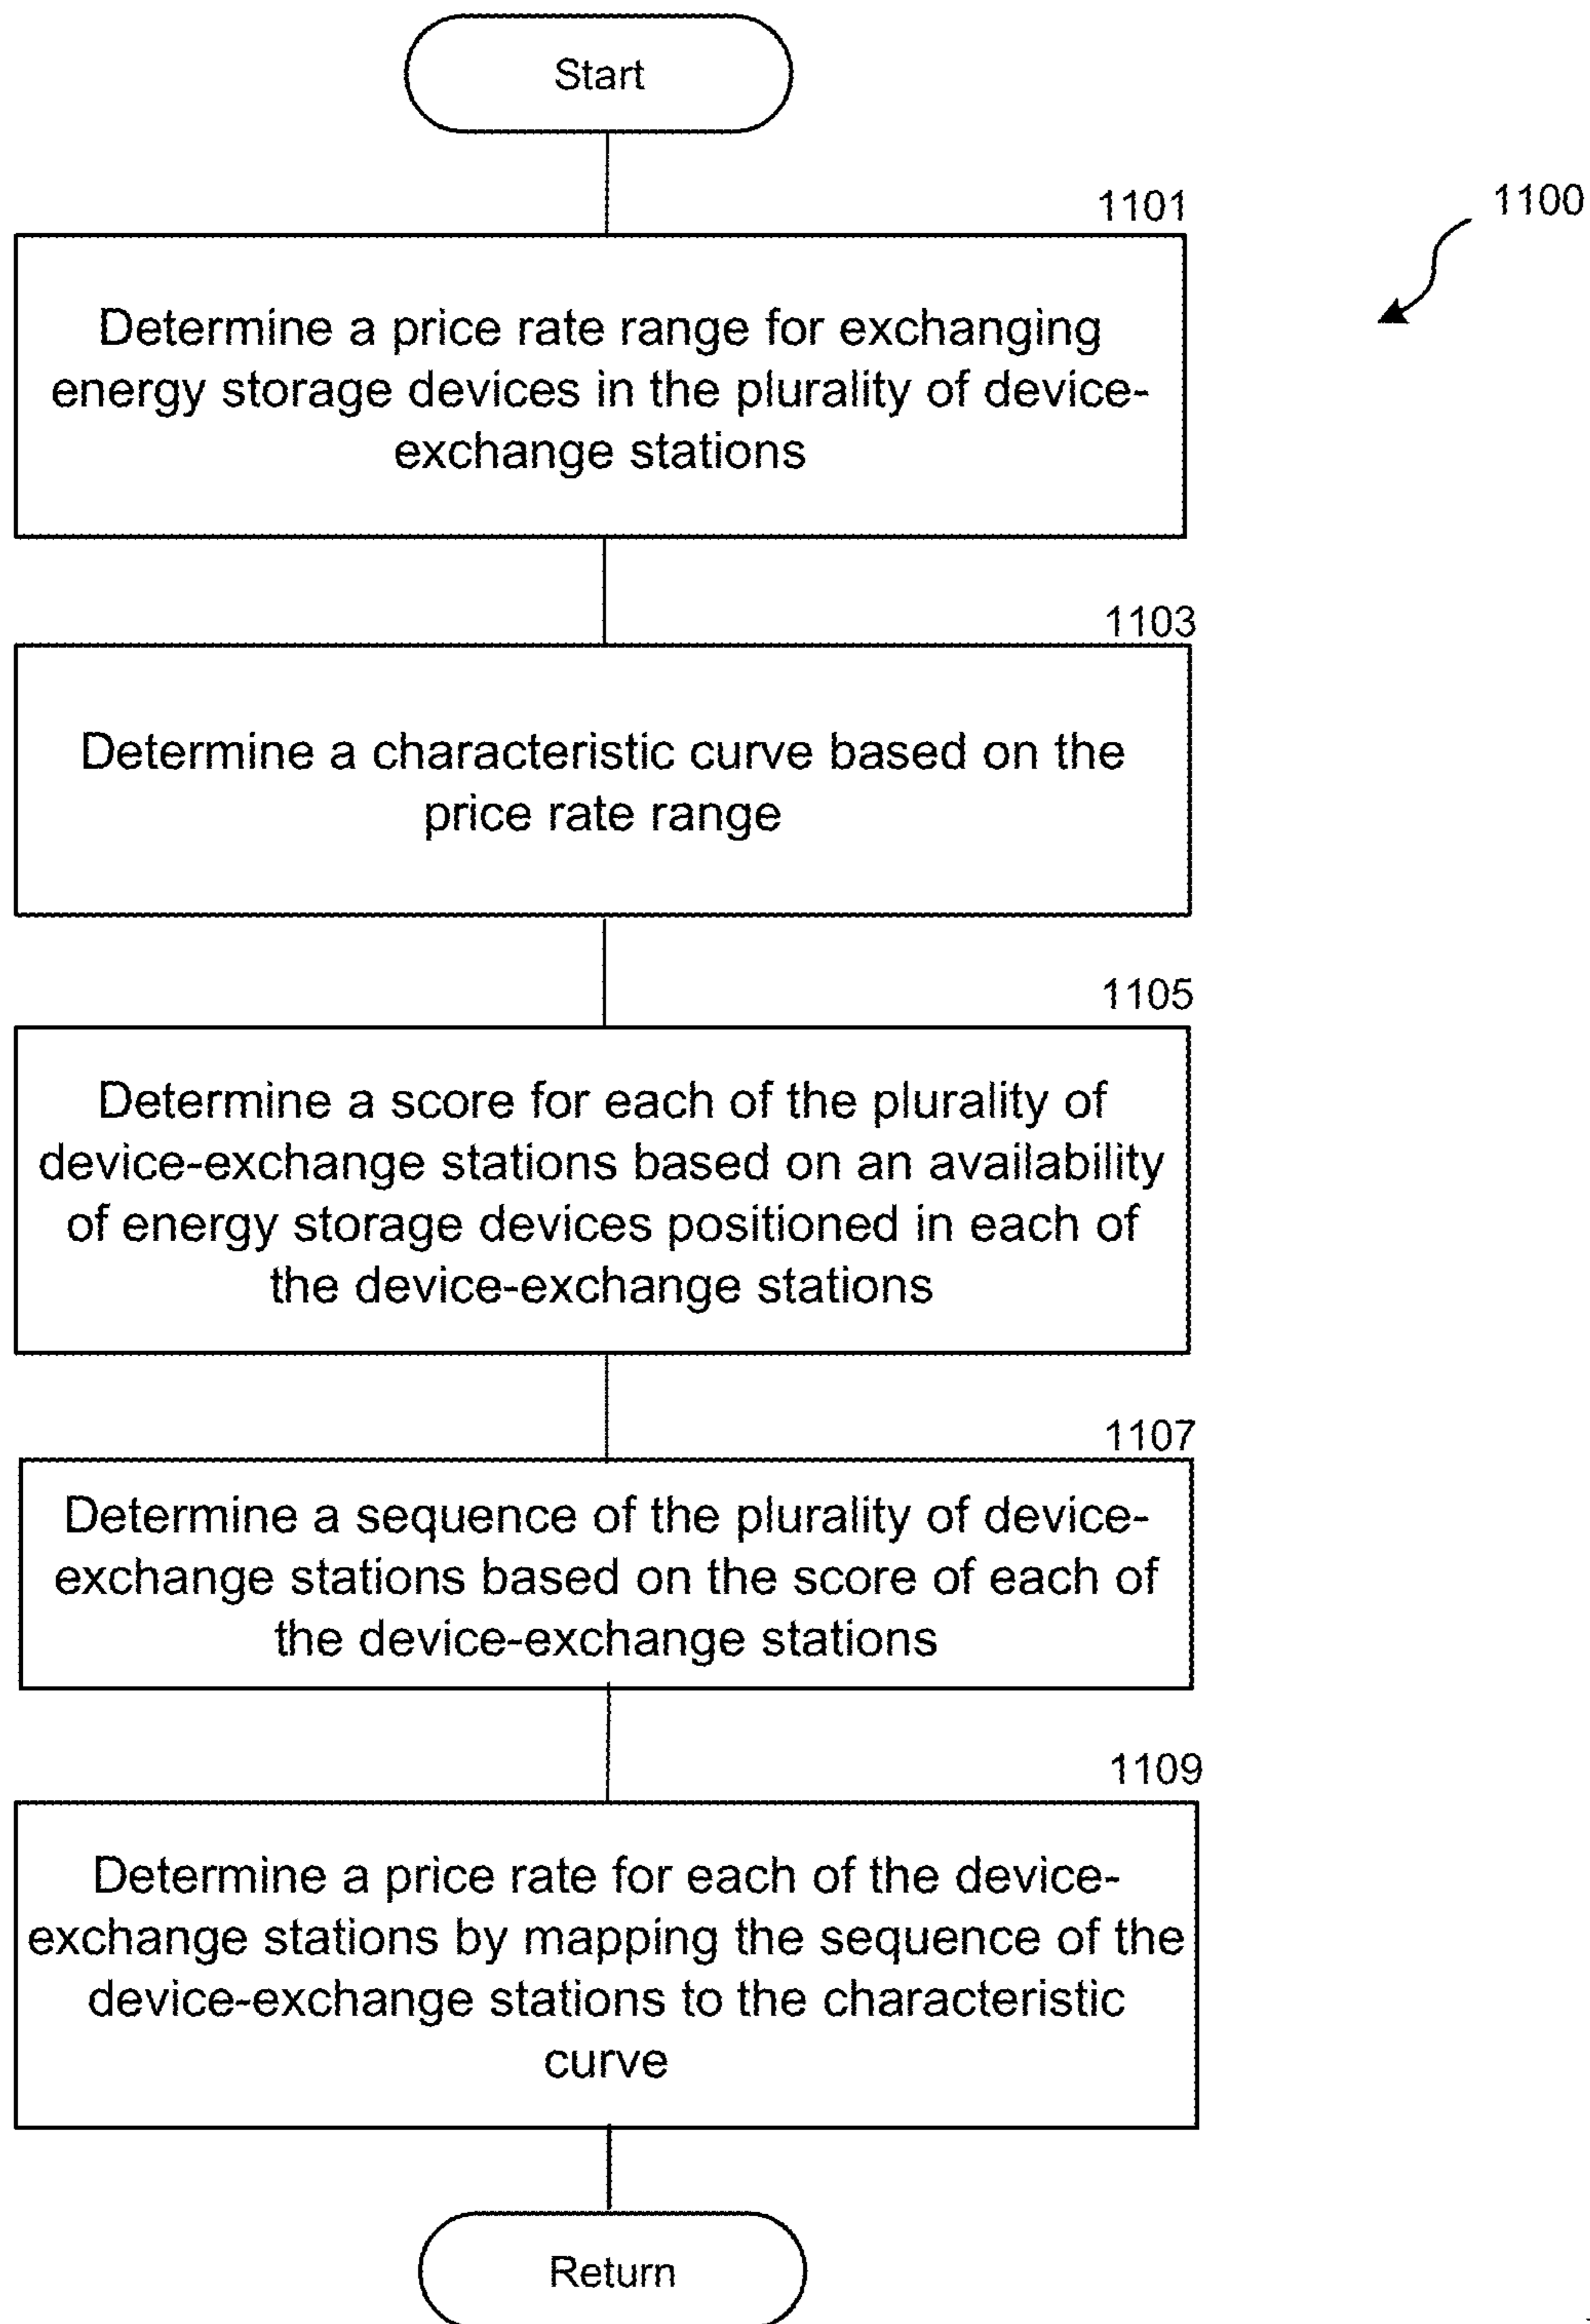 Start
1101
1100
Determine a price rate range for exchanging
energy storage devices in the plurality of device-
exchange stations
1103
Determine a characteristic curve based on the
price rate range
1105
Determine a score for each of the plurality of
device-exchange stations based on an availability
of energy storage devices positioned in each of
the device-exchange stations
1107
Determine a sequence of the plurality of device-
exchange stations based on the score of each of
the device-exchange stations
1109
Determine a price rate for each of the device-
exchange stations by mapping the sequence of the
device-exchange stations to the characteristic
curve
Return